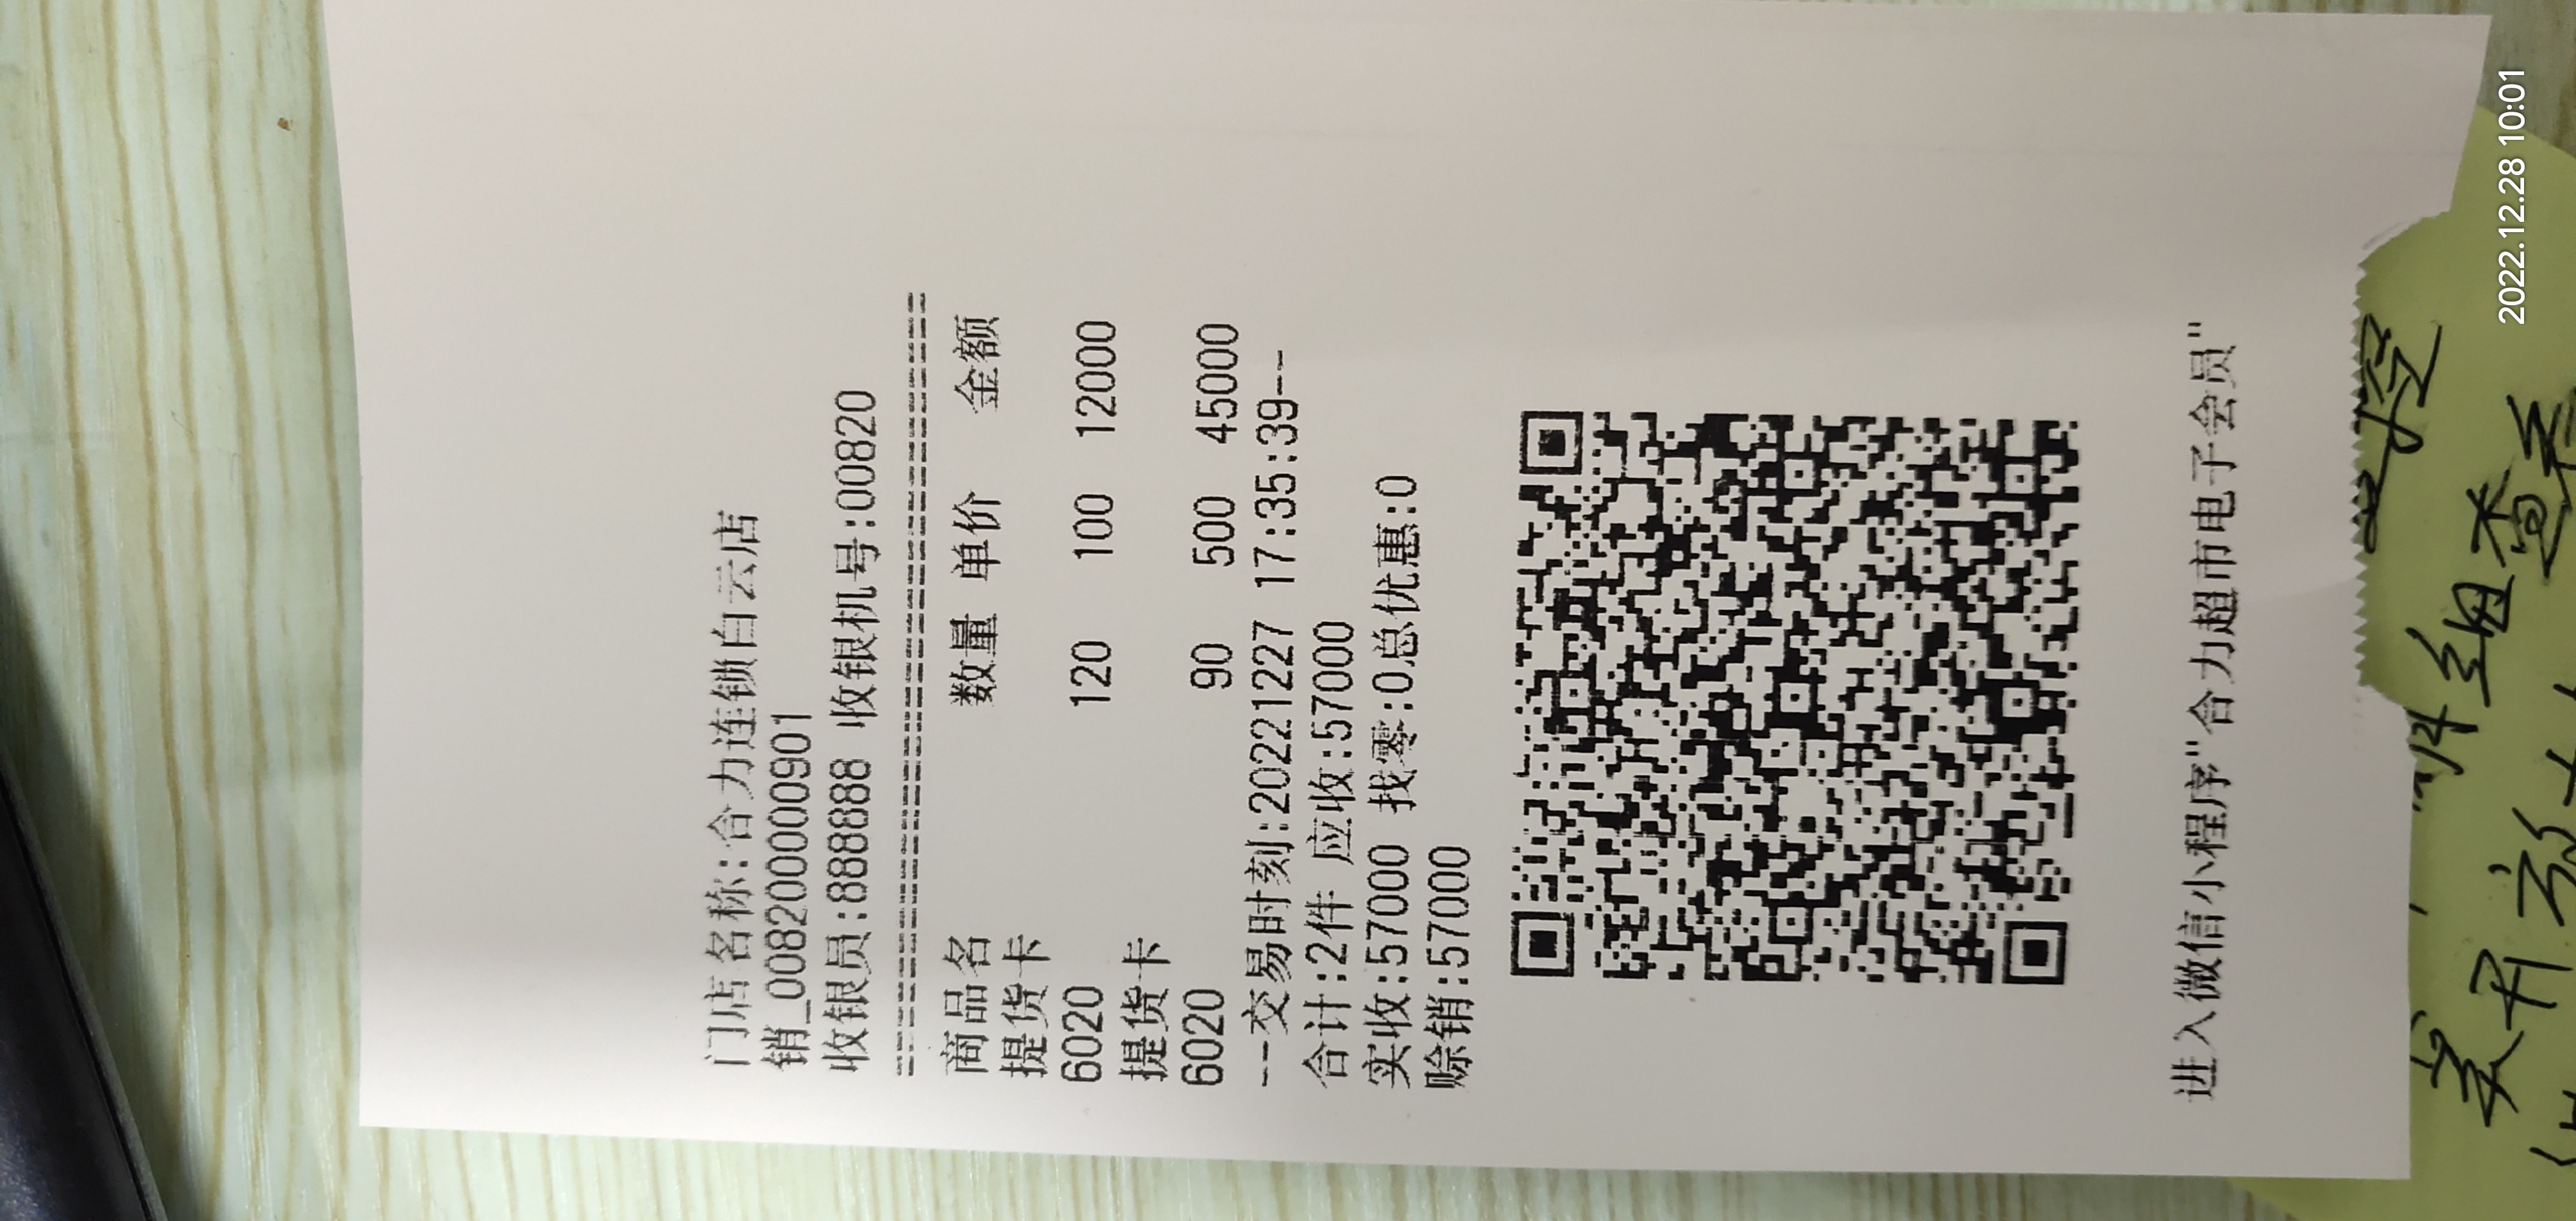 门店名称:合力连锁白云店
销_00820000901
收银员:888888 收银机号:00820
================================
商品名 数量 单价 金额
提货卡
6020 120 100 12000
提货卡
6020 90 500 45000
--交易时刻:20221227 17:35:39--
合计:2件 应收:57000
实收:57000 找零:0总优惠:0
赊销:57000
进入微信小程序"合力超市电子会员"
2022.12.28 10:01